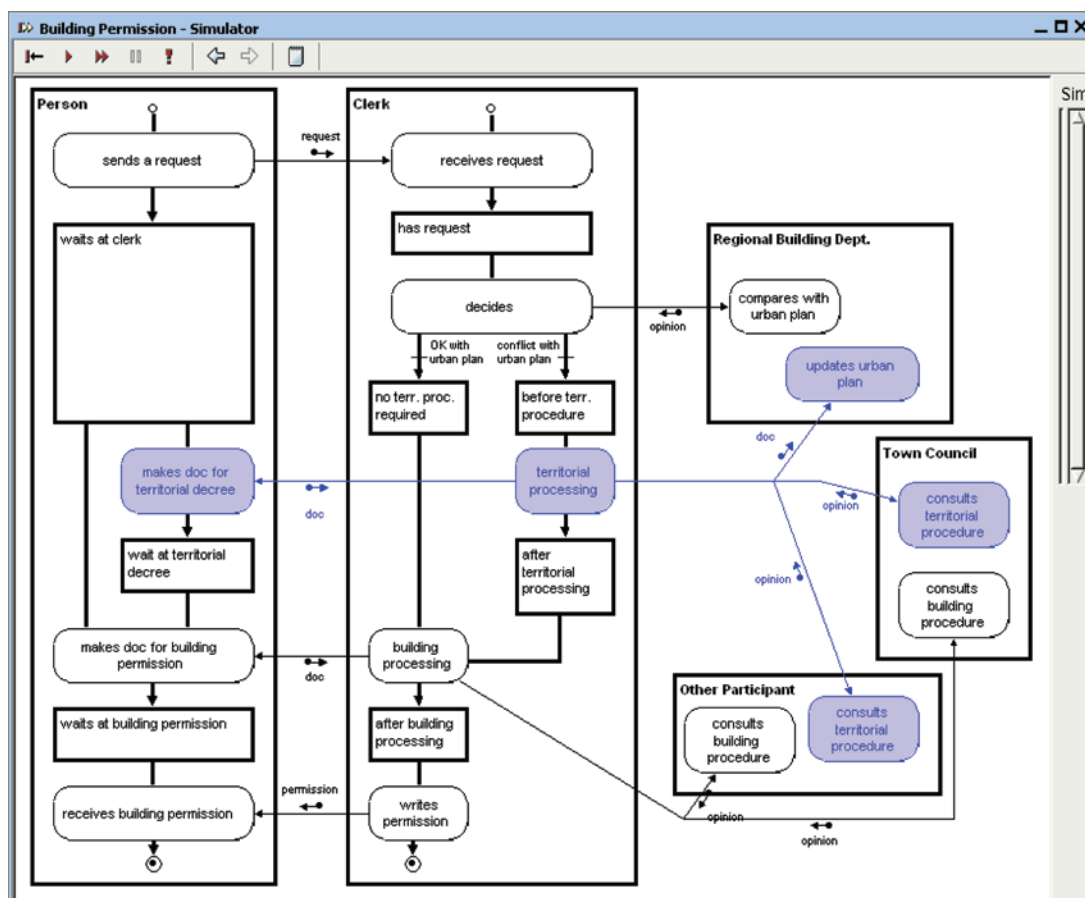 Building Permission - Simulator
Sim
Person
Clerk
request
sends a request
receives request
waits at clerk
has request
Regional Building Dept.
decides
compares with
urban plan
opinion
OK with
urban plan
conflict with
urban plan
updates urban
plan
no terr. proc.
required
before terr.
procedure
doc
Town Council
makes doc for
territorial decree
territorial
processing
doc
opinion
consults
territorial
procedure
wait at territorial
decree
after
territorial
processing
opinion
consults
building
procedure
makes doc for building
permission
building
processing
doc
Other Participant
waits at building permission
after building
processing
consults
building
procedure
consults
territorial
procedure
permission
receives building permission
writes
permission
opinion
opinion